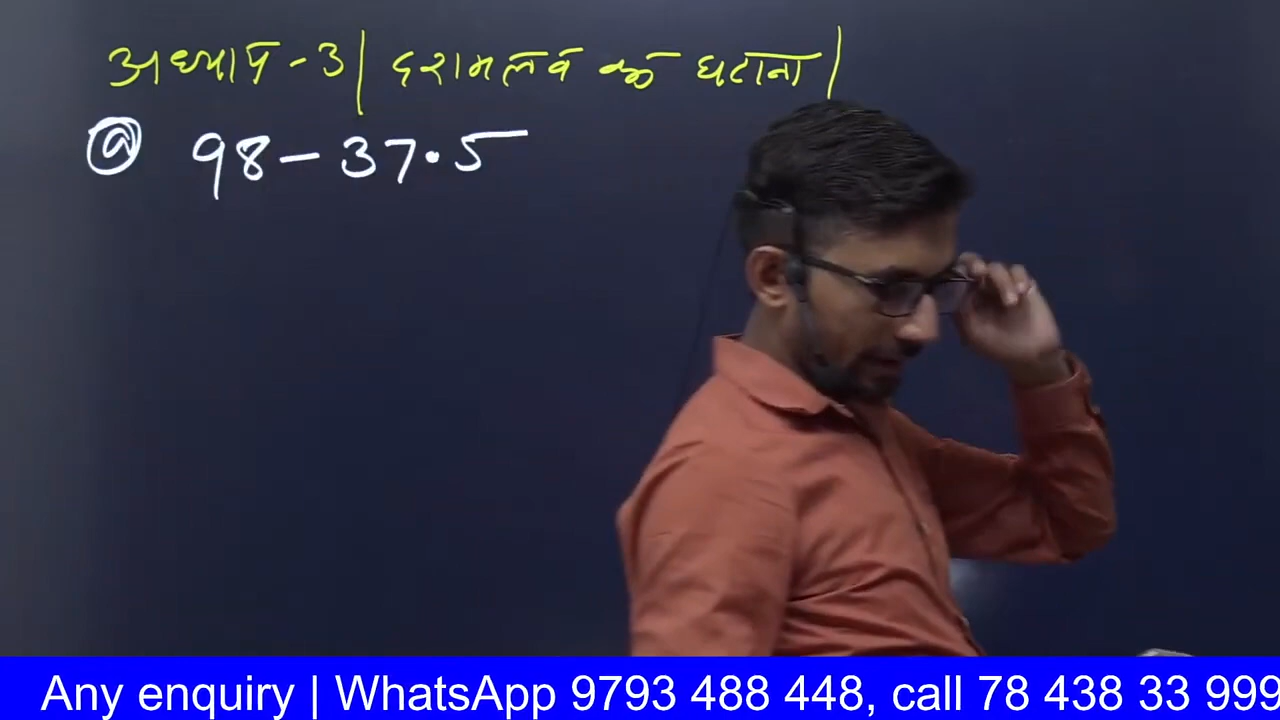 अध्याय - 3 | दशमलव का घटाना |
@ 98 - 37.5
Any enquiry | WhatsApp 9793 488 448, call 78 438 33 999